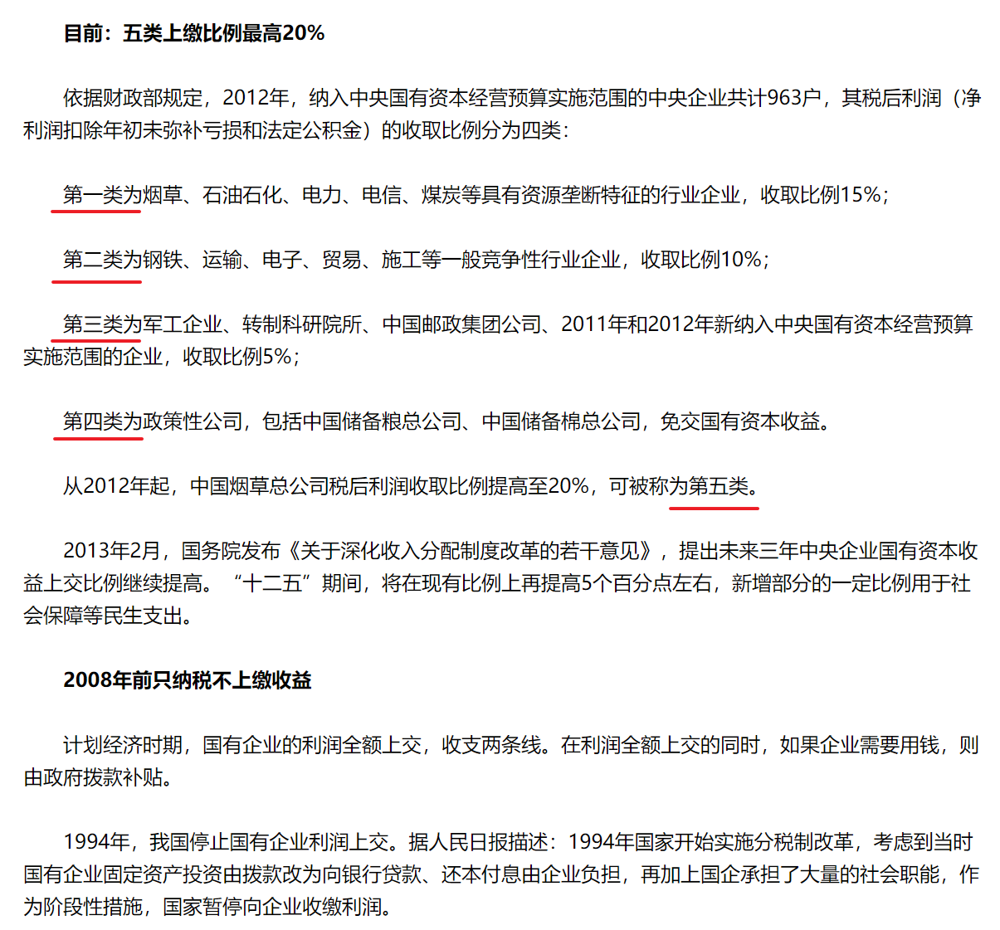 目前：五类上缴比例最高20%
依据财政部规定，2012年，纳入中央国有资本经营预算实施范围的中央企业共计963户，其税后利润（净
利润扣除年初未弥补亏损和法定公积金）的收取比例分为四类：
第一类为烟草、石油石化、电力、电信、煤炭等具有资源垄断特征的行业企业，收取比例15%；
第二类为钢铁、运输、电子、贸易、施工等一般竞争性行业企业，收取比例10%；
第三类为军工企业、转制科研院所、中国邮政集团公司、2011年和2012年新纳入中央国有资本经营预算
实施范围的企业，收取比例5%；
第四类为政策性公司，包括中国储备粮总公司、中国储备棉总公司，免交国有资本收益。
从2012年起，中国烟草总公司税后利润收取比例提高至20%，可被称为第五类。
2013年2月，国务院发布《关于深化收入分配制度改革的若干意见》，提出未来三年中央企业国有资本收
益上交比例继续提高。“十二五”期间，将在现有比例上再提高5个百分点左右，新增部分的一定比例用于社
会保障等民生支出。
2008年前只纳税不上缴收益
计划经济时期，国有企业的利润全额上交，收支两条线。在利润全额上交的同时，如果企业需要用钱，则
由政府拨款补贴。
1994年，我国停止国有企业利润上交。据人民日报描述：1994年国家开始实施分税制改革，考虑到当时
国有企业固定资产投资由拨款改为向银行贷款、还本付息由企业负担，再加上国企承担了大量的社会职能，作
为阶段性措施，国家暂停向企业收缴利润。